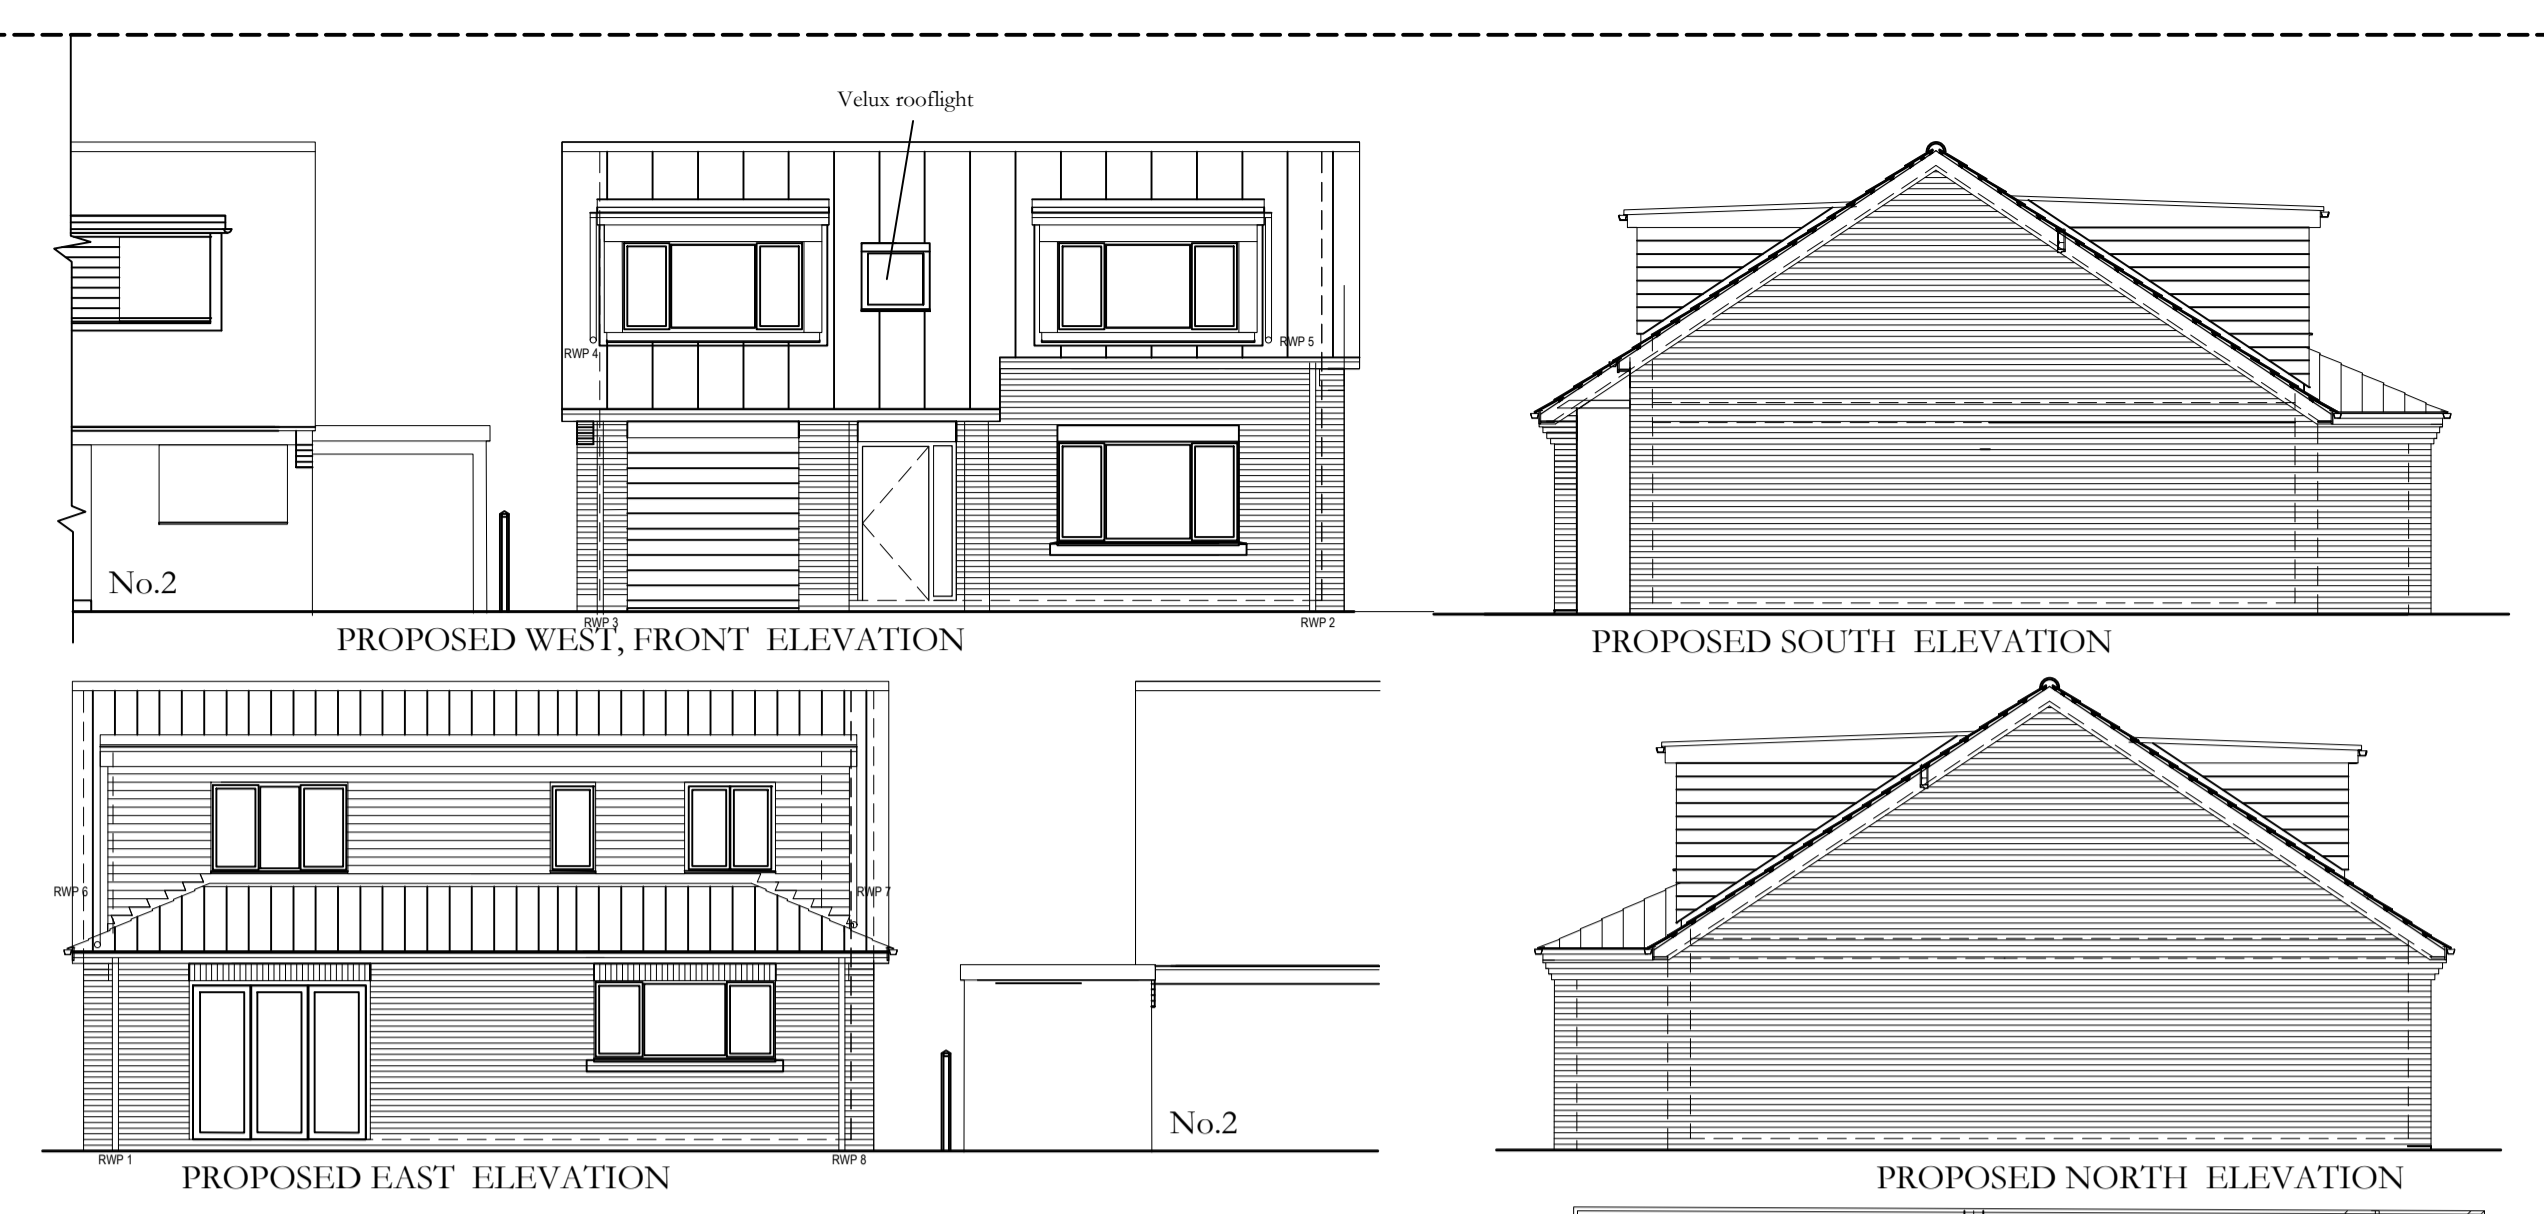 Velux rooflight
RWP 4
RWP 5
No.2
RWP 3
RWP 2
PROPOSED WEST, FRONT ELEVATION
PROPOSED SOUTH ELEVATION
RWP 6
RWP 7
No.2
RWP 1
RWP 8
PROPOSED EAST ELEVATION
PROPOSED NORTH ELEVATION